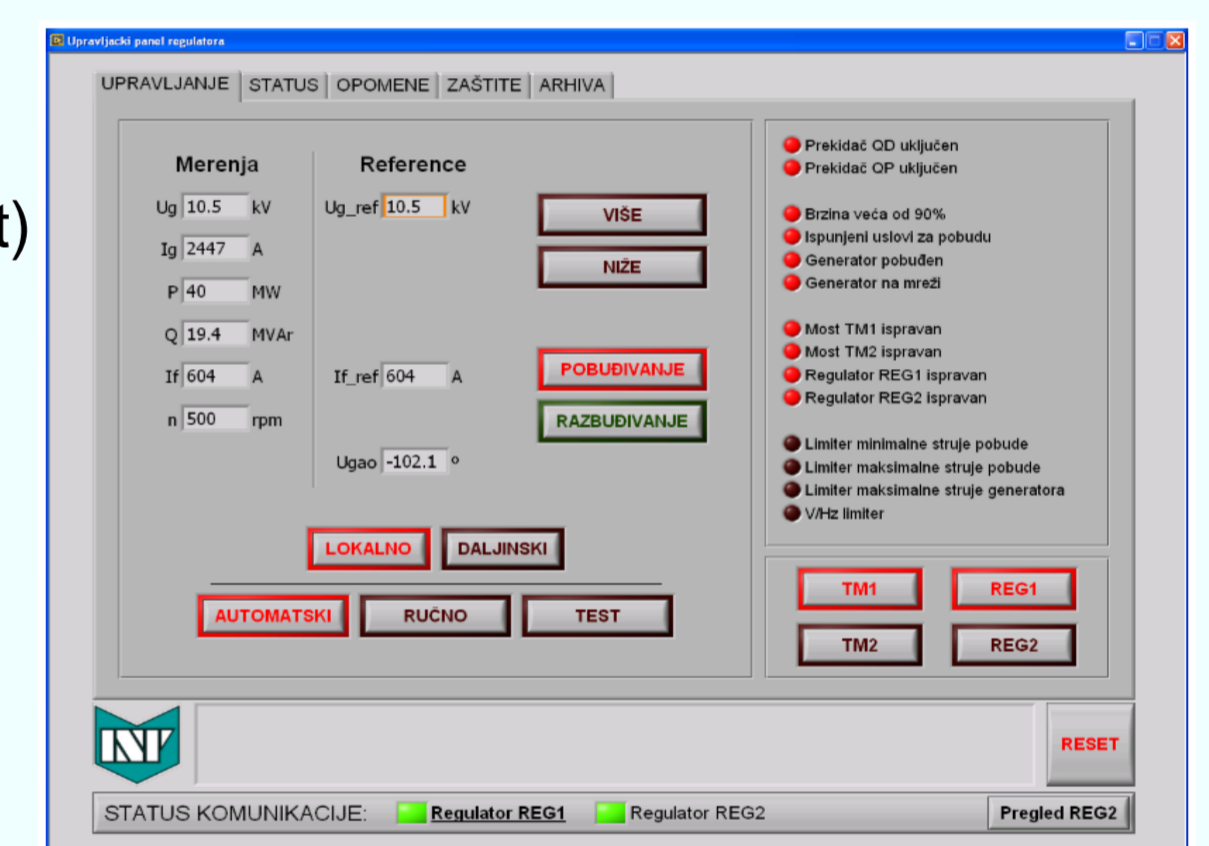 Upravljacki panel regulatora
UPRAVLJANJE STATUS OPOMENE ZAŠTITE ARHIVA
t)
Merenja Reference
Ug 10.5 kV Ug_ref 10.5 kV
Ig 2447 A
P 40 MW
Q 19.4 MVAr
If 604 A If_ref 604 A
n 500 rpm
Ugao -102.1 °
VIŠE
NIŽE
POBUĐIVANJE
RAZBUĐIVANJE
LOKALNO DALJINSKI
AUTOMATSKI RUČNO TEST
Prekidač QD uključen
Prekidač QP uključen
Brzina veća od 90%
Ispunjeni uslovi za pobudu
Generator pobuđen
Generator na mreži
Most TM1 ispravan
Most TM2 ispravan
Regulator REG1 ispravan
Regulator REG2 ispravan
Limiter minimalne struje pobude
Limiter maksimalne struje pobude
Limiter maksimalne struje generatora
V/Hz limiter
TM1 REG1
TM2 REG2
RESET
STATUS KOMUNIKACIJE: Regulator REG1 Regulator REG2 Pregled REG2